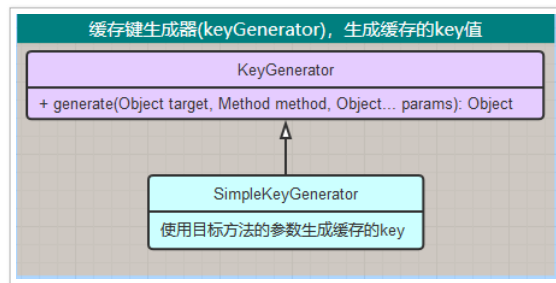 缓存键生成器(keyGenerator)，生成缓存的key值
KeyGenerator
+ generate(Object target, Method method, Object... params): Object
SimpleKeyGenerator
使用目标方法的参数生成缓存的key